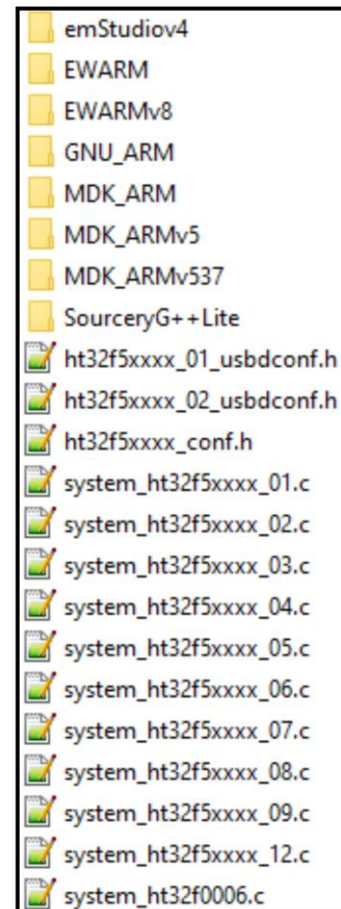 emStudiov4
EWARM
EWARMv8
GNU_ARM
MDK_ARM
MDK_ARMv5
MDK_ARMv537
SourceryG++Lite
ht32f5xxxx_01_usbdconf.h
ht32f5xxxx_02_usbdconf.h
ht32f5xxxx_conf.h
system_ht32f5xxxx_01.c
system_ht32f5xxxx_02.c
system_ht32f5xxxx_03.c
system_ht32f5xxxx_04.c
system_ht32f5xxxx_05.c
system_ht32f5xxxx_06.c
system_ht32f5xxxx_07.c
system_ht32f5xxxx_08.c
system_ht32f5xxxx_09.c
system_ht32f5xxxx_12.c
system_ht32f0006.c